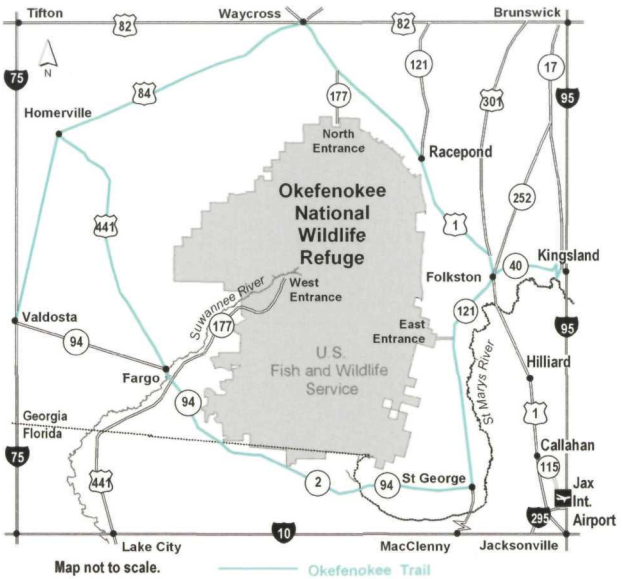 Tifton
82
Waycross
82
Brunswick
N
75
84
177
121
301
17
95
Homerville
North
Entrance
Racepond
Okefenokee
National
Wildlife
Refuge
252
441
1
Kingsland
40
Folkston
Suwannee River
West
Entrance
177
121
Valdosta
94
East
Entrance
95
U.S.
Fish and Wildlife
Service
St Marys River
Hilliard
Fargo
94
1
Georgia
Florida
75
Callahan
115
441
2
94
St George
Jax
Int.
Airport
295
10
Lake City
MacClenny
Jacksonville
Map not to scale.
Okefenokee Trail